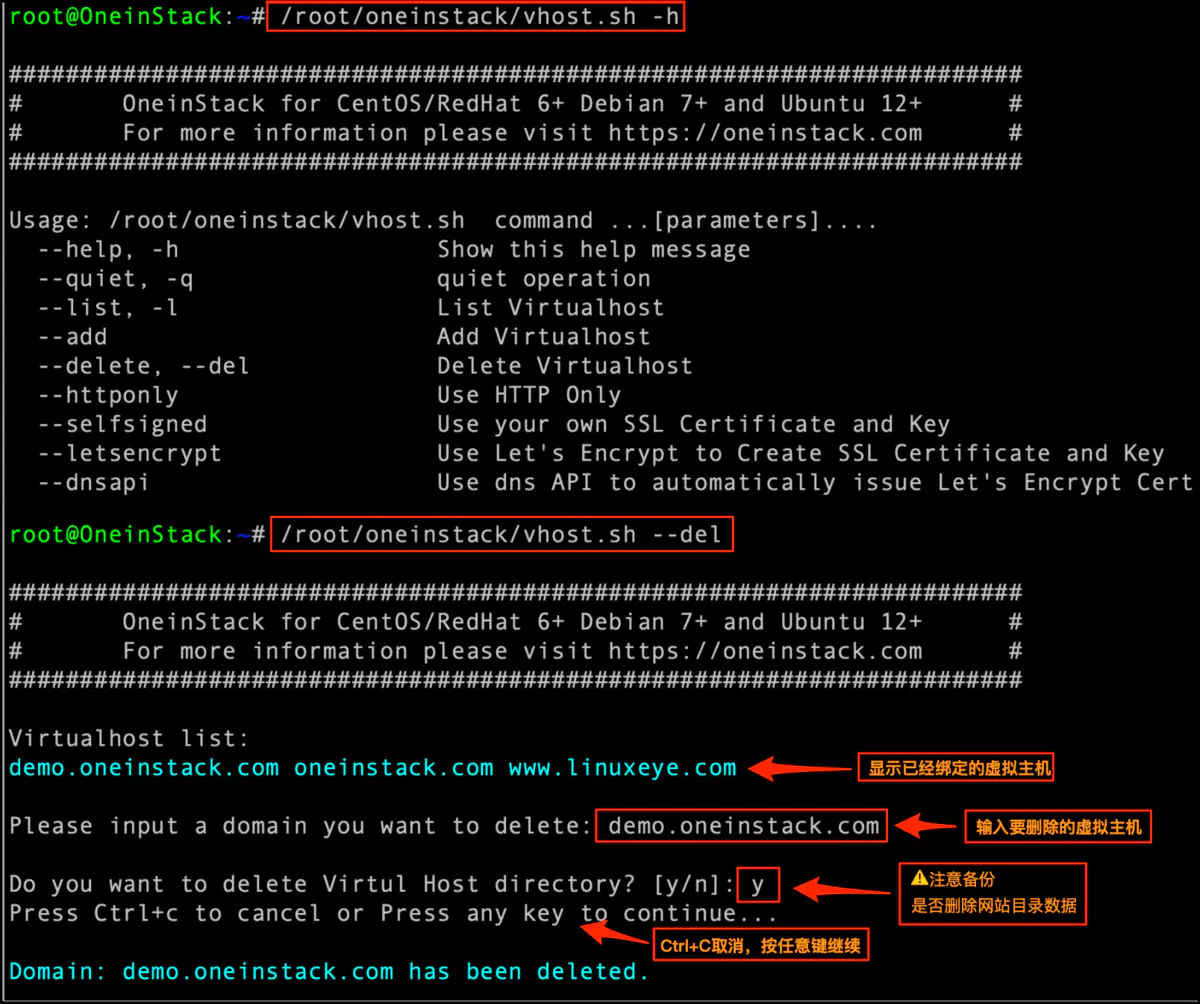 root@OneinStack:~# /root/oneinstack/vhost.sh -h
#######################################################################
#       OneinStack for CentOS/RedHat 6+ Debian 7+ and Ubuntu 12+      #
#       For more information please visit https://oneinstack.com      #
#######################################################################
Usage: /root/oneinstack/vhost.sh  command ...[parameters]....
  --help, -h                  Show this help message
  --quiet, -q                 quiet operation
  --list, -l                  List Virtualhost
  --add                       Add Virtualhost
  --delete, --del             Delete Virtualhost
  --httponly                  Use HTTP Only
  --selfsigned                Use your own SSL Certificate and Key
  --letsencrypt               Use Let's Encrypt to Create SSL Certificate and Key
  --dnsapi                    Use dns API to automatically issue Let's Encrypt Cert
root@OneinStack:~# /root/oneinstack/vhost.sh --del
#######################################################################
#       OneinStack for CentOS/RedHat 6+ Debian 7+ and Ubuntu 12+      #
#       For more information please visit https://oneinstack.com      #
#######################################################################
Virtualhost list:
demo.oneinstack.com oneinstack.com www.linuxeye.com
显示已经绑定的虚拟主机
Please input a domain you want to delete: demo.oneinstack.com
输入要删除的虚拟主机
Do you want to delete Virtul Host directory? [y/n]: y
⚠注意备份
是否删除网站目录数据
Press Ctrl+c to cancel or Press any key to continue...
Ctrl+C取消，按任意键继续
Domain: demo.oneinstack.com has been deleted.